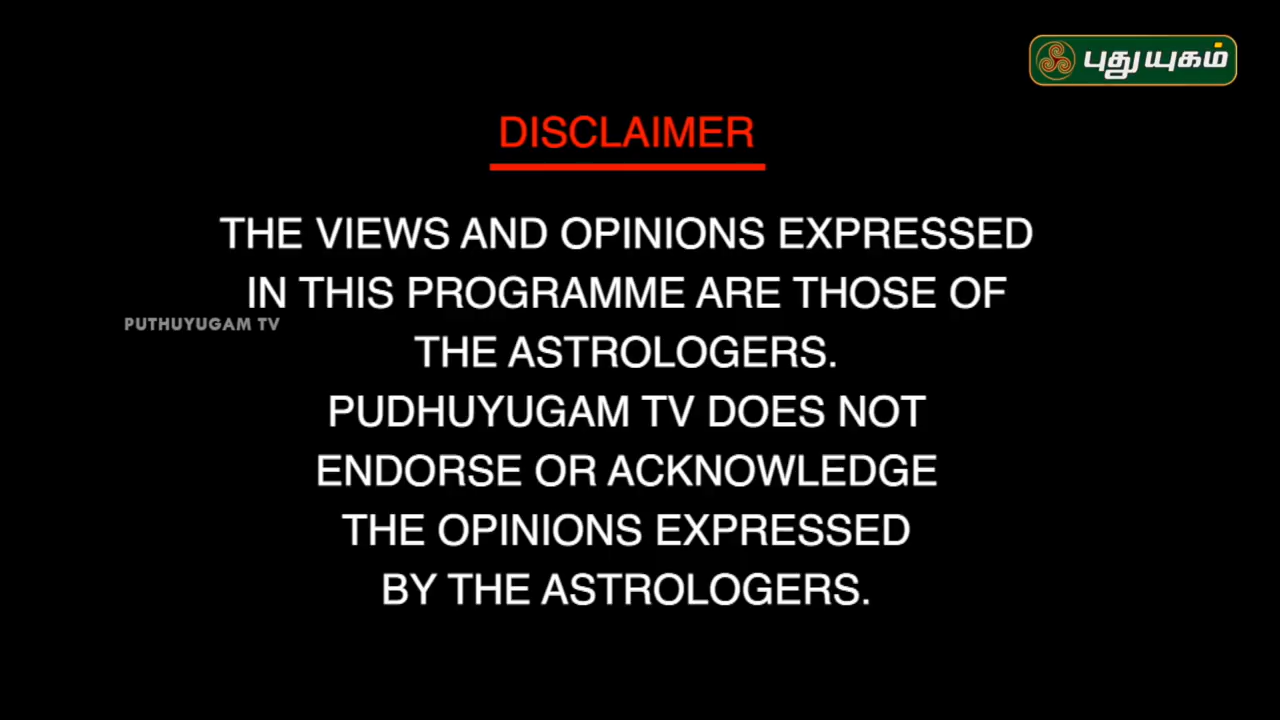 புதுயுகம்
DISCLAIMER
THE VIEWS AND OPINIONS EXPRESSED
IN THIS PROGRAMME ARE THOSE OF
PUTHUYUGAM TV
THE ASTROLOGERS.
PUDHUYUGAM TV DOES NOT
ENDORSE OR ACKNOWLEDGE
THE OPINIONS EXPRESSED
BY THE ASTROLOGERS.